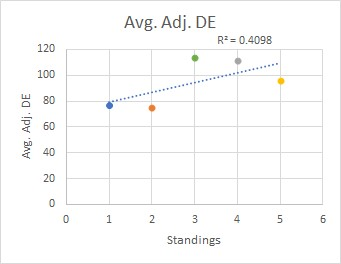 Avg. Adj. DE
R² = 0.4098
120
100
80
60
40
20
0
Avg. Adj. DE
0 1 2 3 4 5 6
Standings